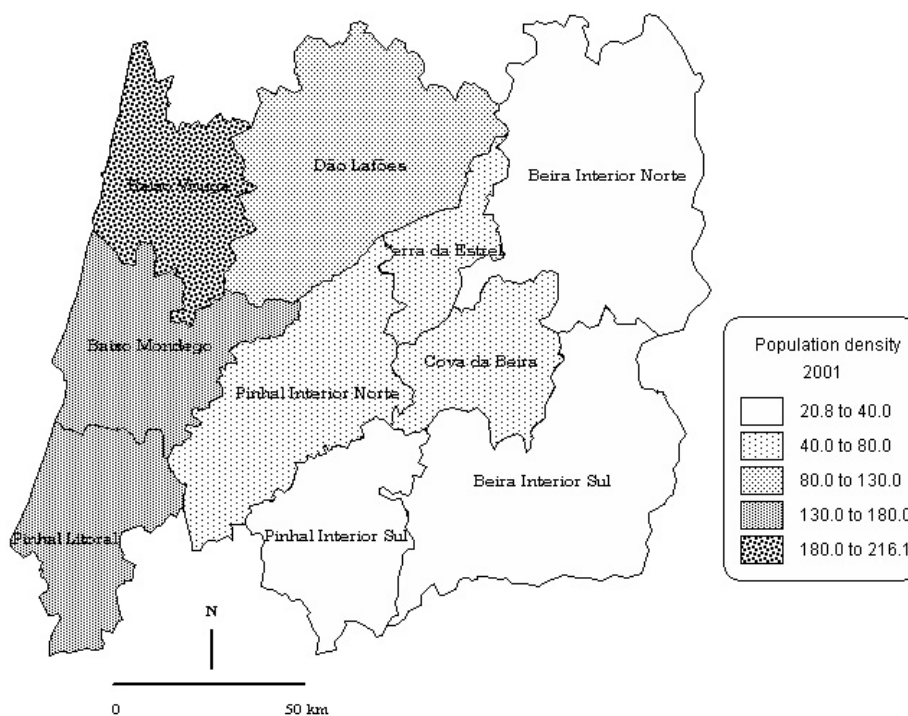 Dão Lafões
Beira Interior Norte
erra da Estrel
Baixo Mondego
Cova da Beira
Pinhal Interior Norte
Beira Interior Sul
Pinhal Litoral
Pinhal Interior Sul
Population density
2001
20.8 to 40.0
40.0 to 80.0
80.0 to 130.0
130.0 to 180.0
180.0 to 216.1
N
0
50 km